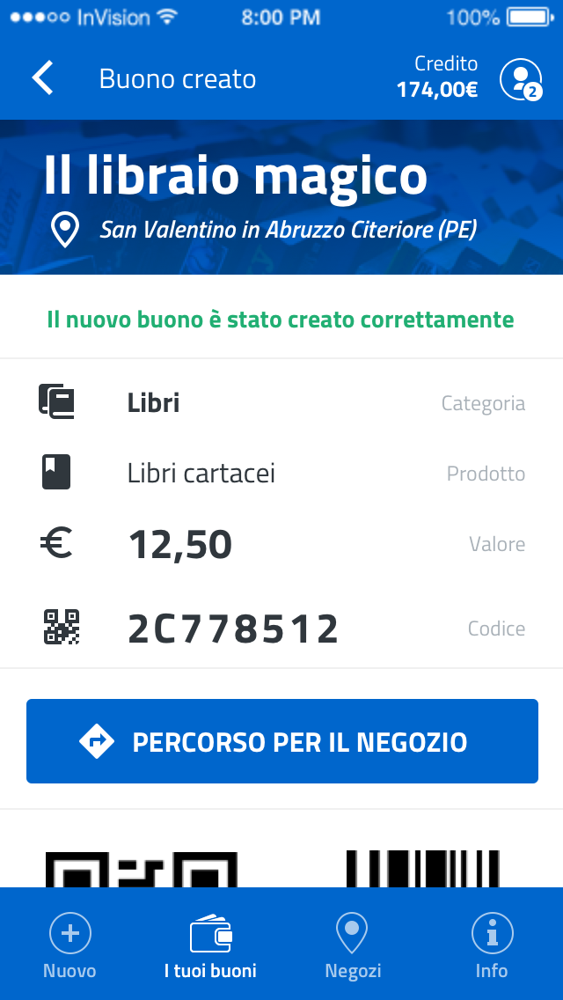 InVision 8:00 PM 100%
Buono creato
Credito
174,00€
2
Il libraio magico
San Valentino in Abruzzo Citeriore (PE)
Il nuovo buono è stato creato correttamente
Libri Categoria
Libri cartacei Prodotto
€ 12,50 Valore
2C778512 Codice
PERCORSO PER IL NEGOZIO
Nuovo I tuoi buoni Negozi Info